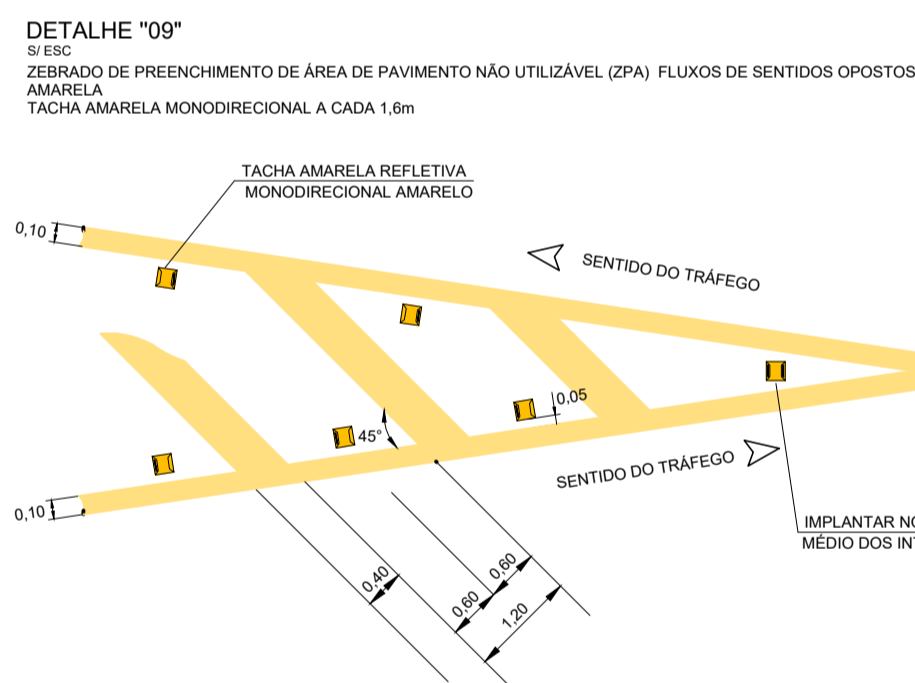 DETALHE "09"
S/ ESC
ZEBRADO DE PREENCHIMENTO DE ÁREA DE PAVIMENTO NÃO UTILIZÁVEL (ZPA) FLUXOS DE SENTIDOS OPOSTOS
AMARELA
TACHA AMARELA MONODIRECIONAL A CADA 1,6m
TACHA AMARELA REFLETIVA
MONODIRECIONAL AMARELO
0,10
SENTIDO DO TRÁFEGO
0,05
45°
SENTIDO DO TRÁFEGO
0,10
IMPLANTAR
MÉDIO DOS
0,40
0,60
0,60
1,20